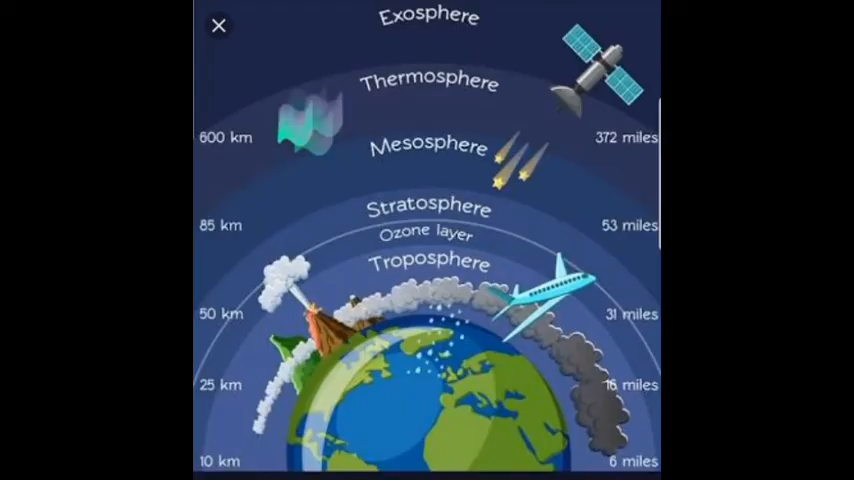 Exosphere
Thermosphere
600 km
372 miles
Mesosphere
Stratosphere
85 km
53 miles
Ozone layer
Troposphere
50 km
31 miles
25 km
16 miles
10 km
6 miles